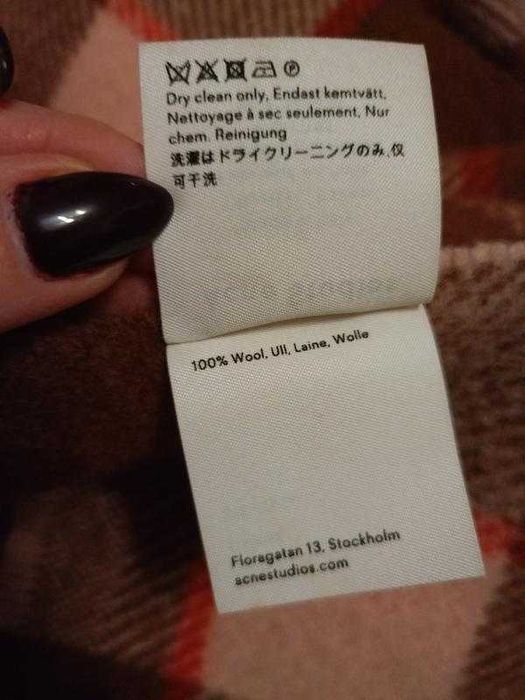 Dry clean only, Endast kemtvätt,
Nettoyage à sec seulement, Nur
chem. Reinigung
洗濯はドライクリーニングのみ,仅
可干洗
100% Wool, Ull, Laine, Wolle
Floragatan 13, Stockholm
acnestudios.com